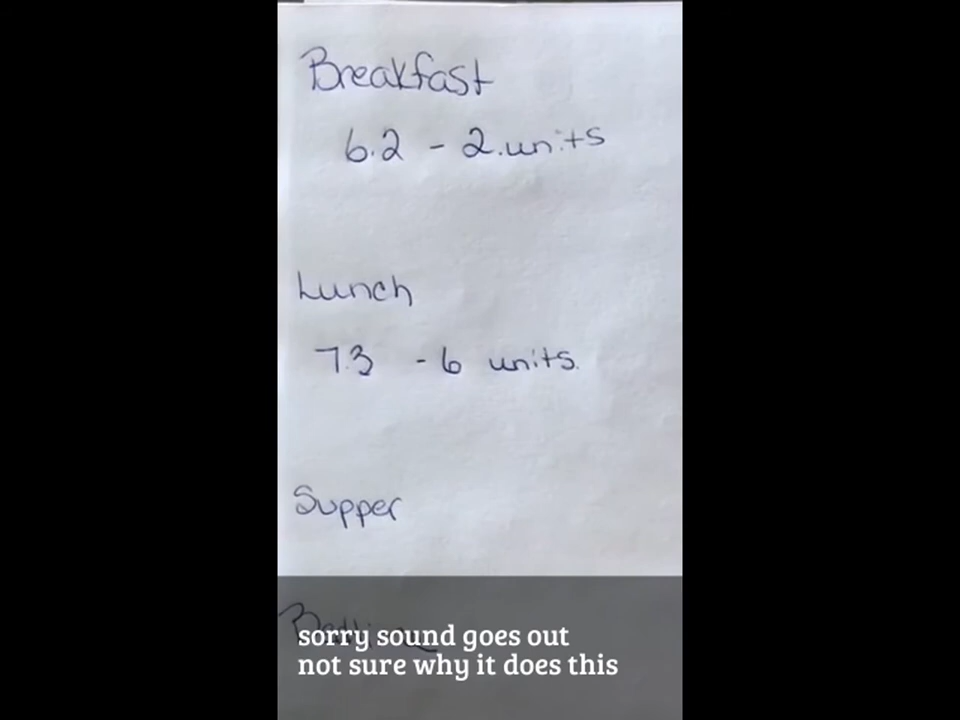 Breakfast
6.2 - 2.units
Lunch
7.3 - 6 units.
Supper
Bedtime
sorry sound goes out
not sure why it does this